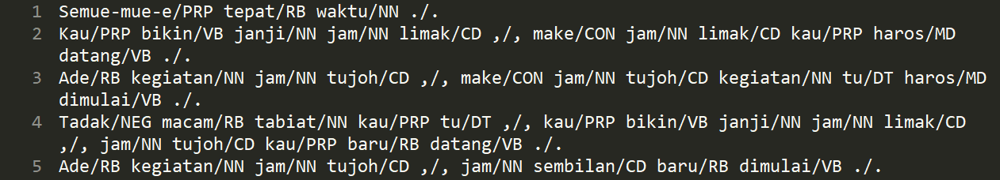 1 Semue-mue-e/PRP tepat/RB waktu/NN ./.
2 Kau/PRP bikin/VB janji/NN jam/NN limak/CD ,/, make/CON jam/NN limak/CD kau/PRP haros/MD
datang/VB ./.
3 Ade/RB kegiatan/NN jam/NN tujoh/CD ,/, make/CON jam/NN tujoh/CD kegiatan/NN tu/DT haros/MD
dimulai/VB ./.
4 Tadak/NEG macam/RB tabiat/NN kau/PRP tu/DT ,/, kau/PRP bikin/VB janji/NN jam/NN limak/CD
,/, jam/NN tujoh/CD kau/PRP baru/RB datang/VB ./.
5 Ade/RB kegiatan/NN jam/NN tujoh/CD ,/, jam/NN sembilan/CD baru/RB dimulai/VB ./.